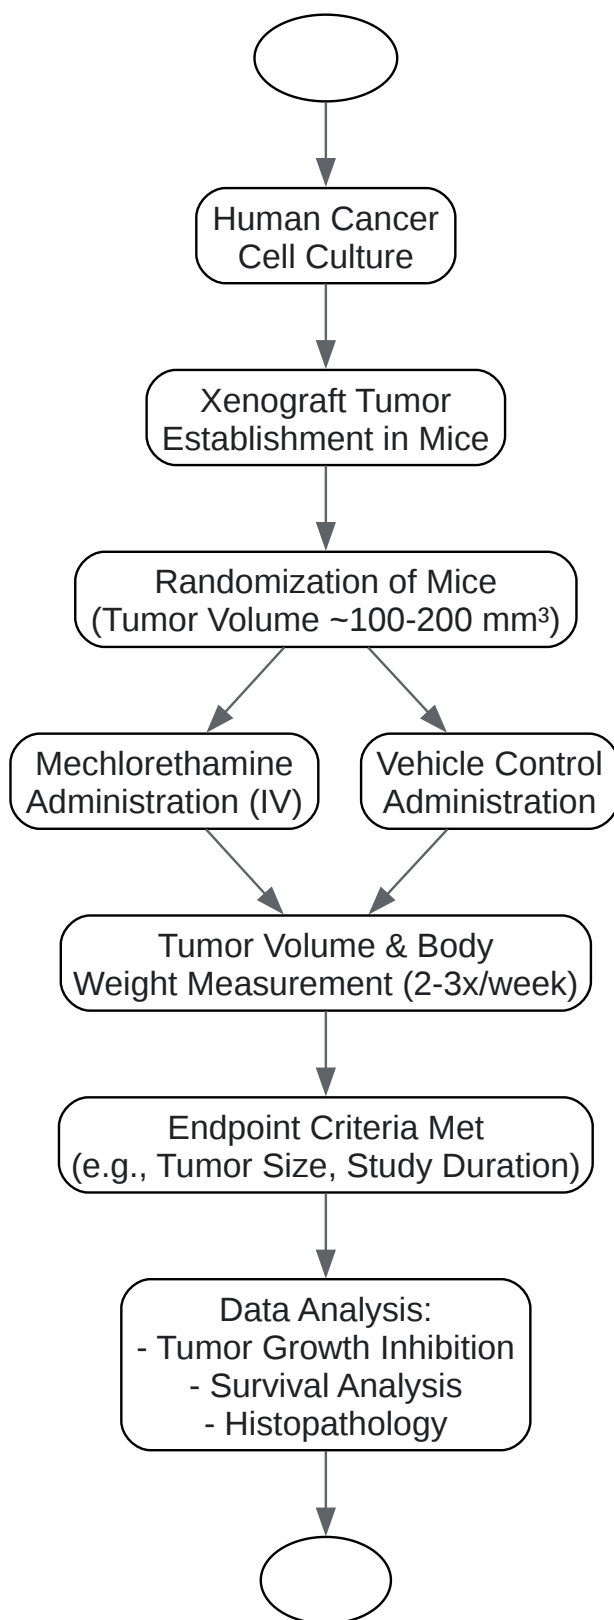 Human Cancer
Cell Culture
Xenograft Tumor
Establishment in Mice
Randomization of Mice
(Tumor Volume ~100-200 mm³)
Mechlorethamine
Administration (IV)
Vehicle Control
Administration
Tumor Volume & Body
Weight Measurement (2-3x/week)
Endpoint Criteria Met
(e.g., Tumor Size, Study Duration)
Data Analysis:
- Tumor Growth Inhibition
- Survival Analysis
- Histopathology